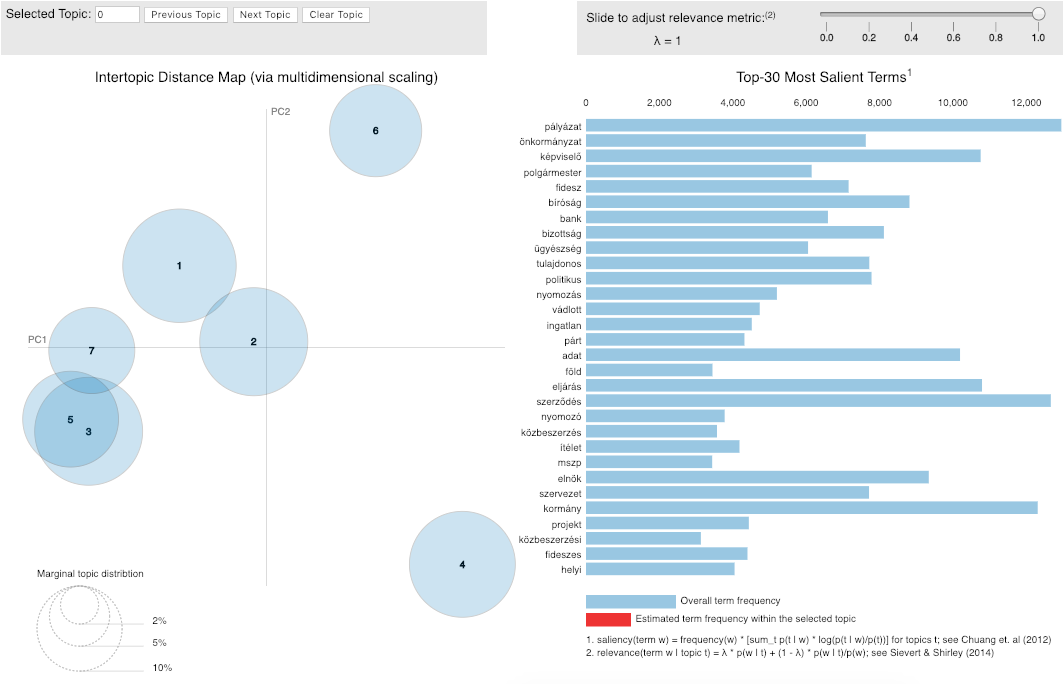 Selected Topic: 0 Previous Topic Next Topic Clear Topic
Slide to adjust relevance metric:(2)
λ = 1
0.0 0.2 0.4 0.6 0.8 1.0
Intertopic Distance Map (via multidimensional scaling)
PC2
PC1
6
1
2
7
5
3
4
Marginal topic distribtion
2%
5%
10%
Top-30 Most Salient Terms1
0 2,000 4,000 6,000 8,000 10,000 12,000
pályázat
önkormányzat
képviselő
polgármester
fidesz
bíróság
bank
bizottság
ügyészség
tulajdonos
politikus
nyomozás
vádlott
ingatlan
párt
adat
föld
eljárás
szerződés
nyomozó
közbeszerzés
ítélet
mszp
elnök
szervezet
kormány
projekt
közbeszerzési
fideszes
helyi
Overall term frequency
Estimated term frequency within the selected topic
1. saliency(term w) = frequency(w) * [sum_t p(t | w) * log(p(t | w)/p(t))] for topics t; see Chuang et. al (2012)
2. relevance(term w | topic t) = λ * p(w | t) + (1 - λ) * p(w | t)/p(w); see Sievert & Shirley (2014)